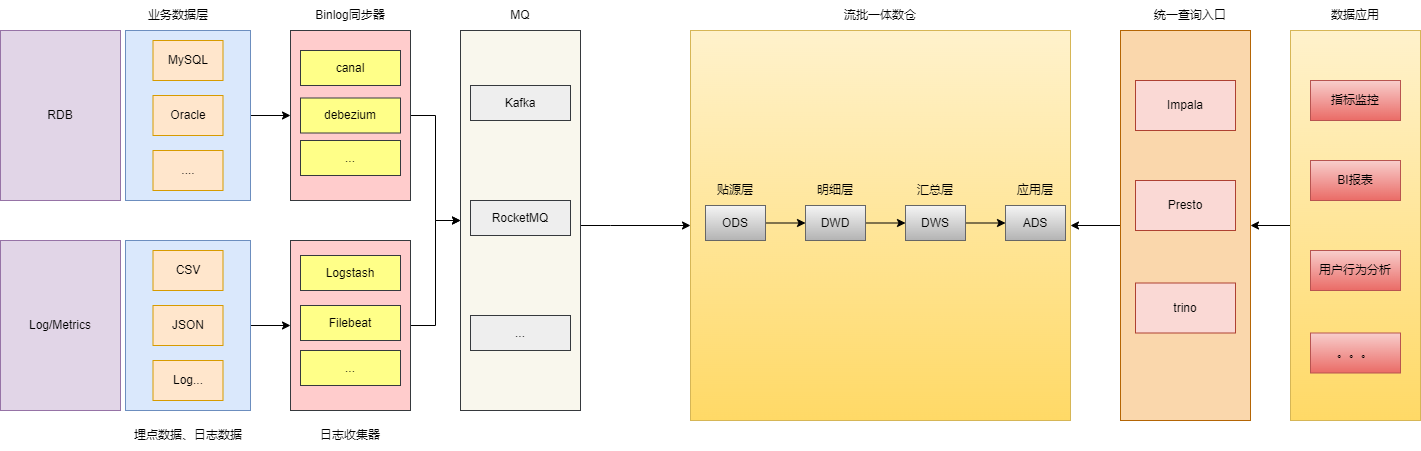 业务数据层
Binlog同步器
MQ
流批一体数仓
统一查询入口
数据应用
RDB
MySQL
Oracle
....
canal
debezium
...
Log/Metrics
CSV
JSON
Log...
Logstash
Filebeat
...
埋点数据、日志数据
日志收集器
Kafka
RocketMQ
...
贴源层
明细层
汇总层
应用层
ODS
DWD
DWS
ADS
Impala
Presto
trino
指标监控
BI报表
用户行为分析
。。。